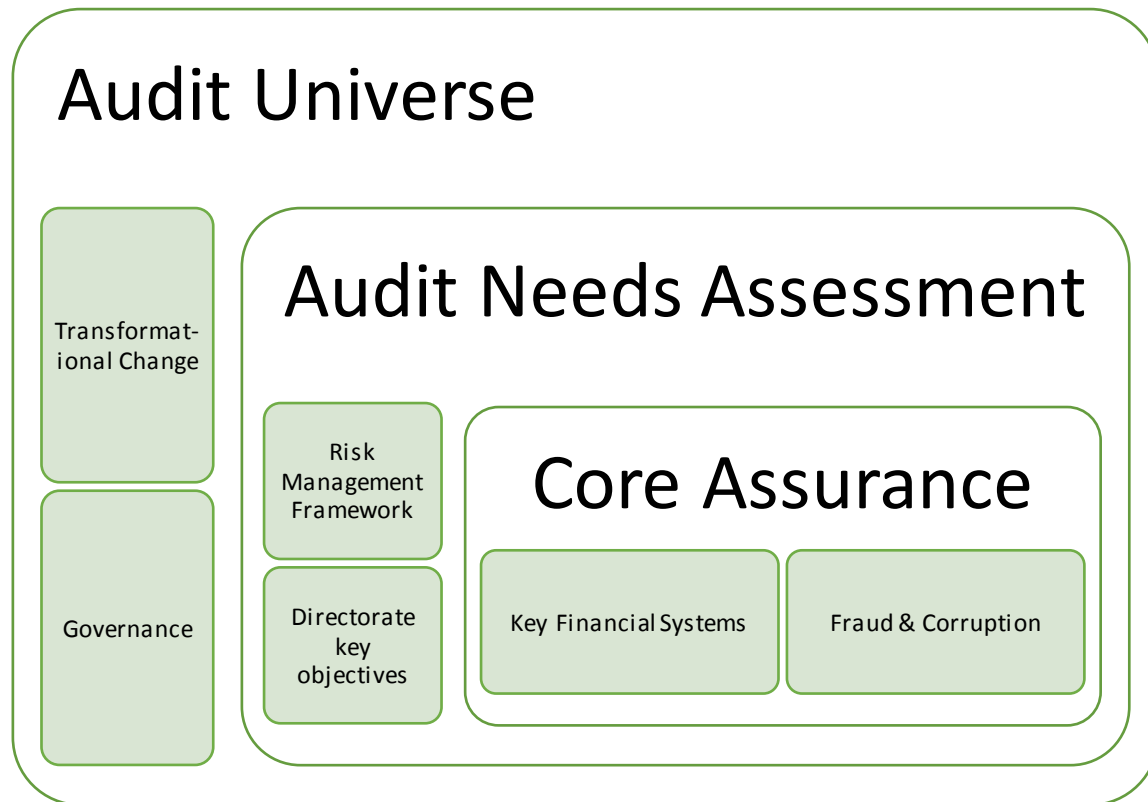 Audit Universe
Transformat-
ional Change
Governance
Audit Needs Assessment
Risk
Management
Framework
Directorate
key
objectives
Core Assurance
Key Financial Systems
Fraud & Corruption